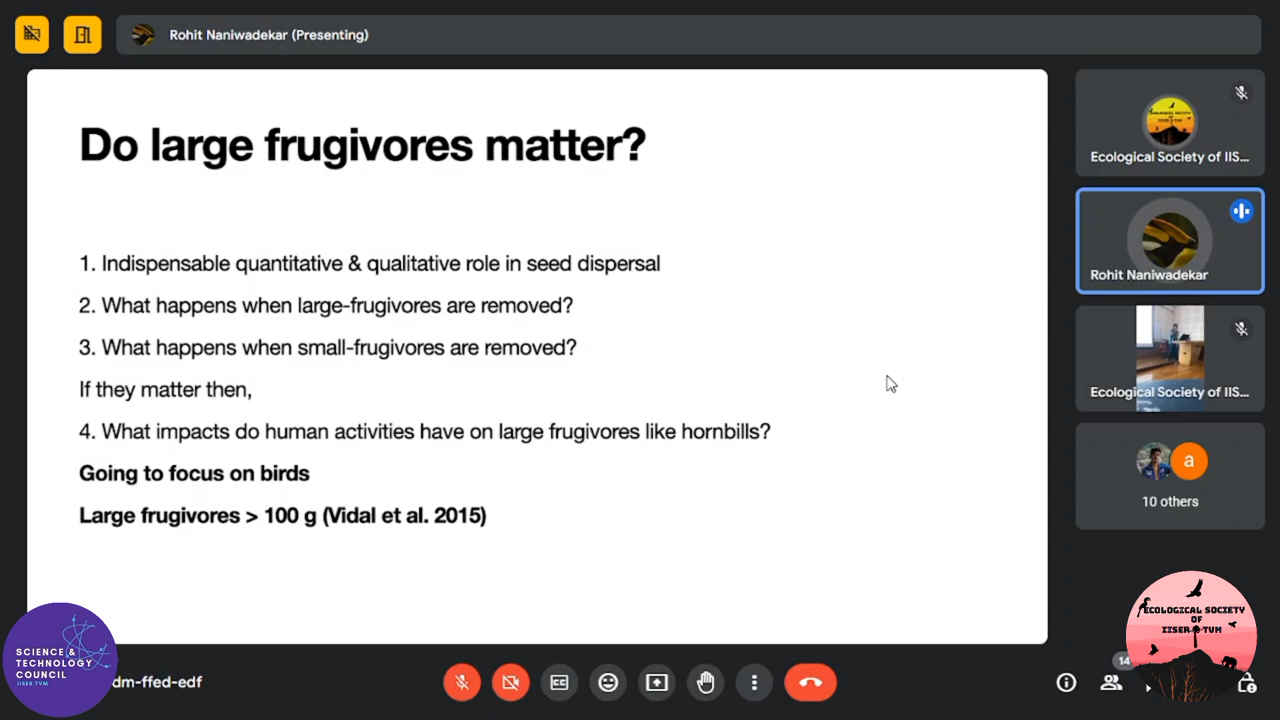 Rohit Naniwadekar (Presenting)
Do large frugivores matter?
1. Indispensable quantitative & qualitative role in seed dispersal
2. What happens when large-frugivores are removed?
3. What happens when small-frugivores are removed?
If they matter then,
4. What impacts do human activities have on large frugivores like hornbills?
Going to focus on birds
Large frugivores > 100 g (Vidal et al. 2015)
Ecological Society of IIS...
Rohit Naniwadekar
Ecological Society of IIS...
a
10 others
SCIENCE &
TECHNOLOGY
COUNCIL
IISER TVM
dm-ffed-edf
CC
14
ECOLOGICAL SOCIETY
OF
IISER TVM